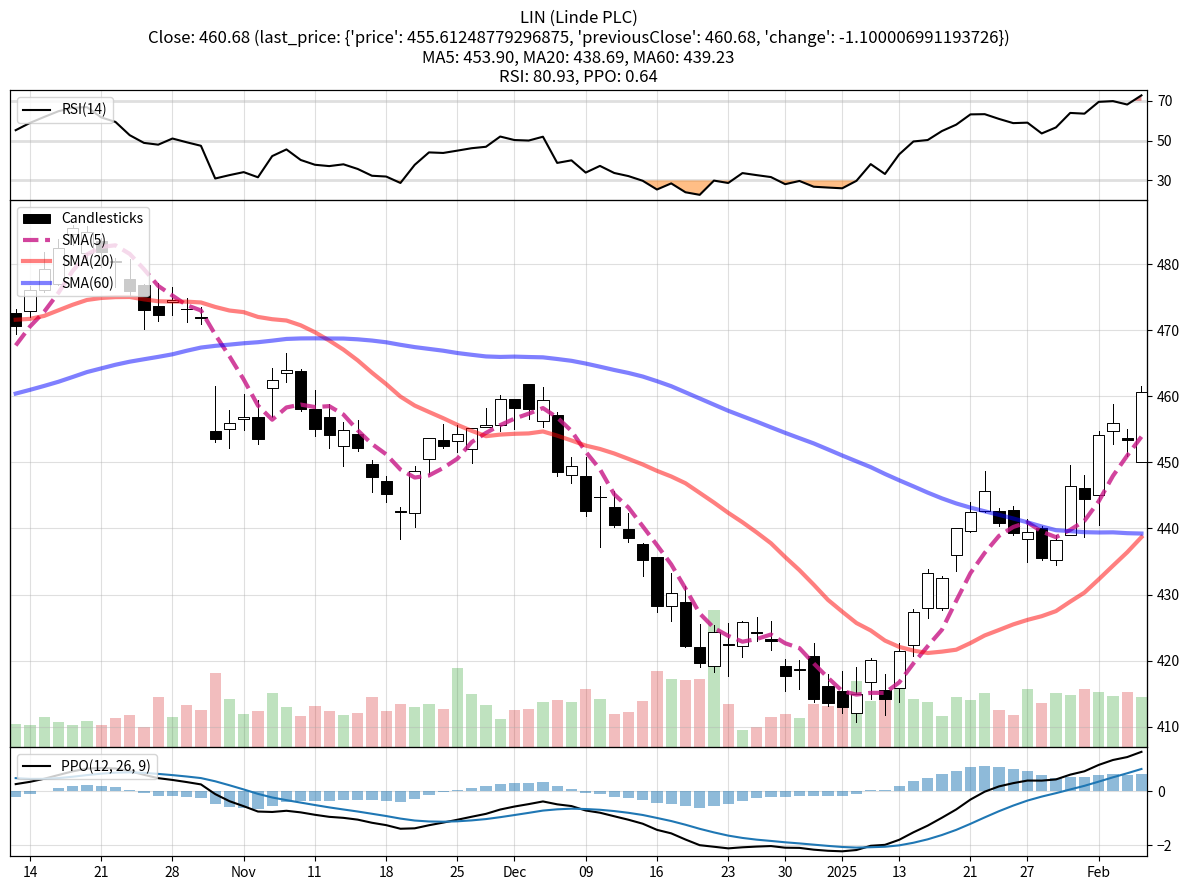 LIN (Linde PLC)
Close: 460.68 (last_price: {'price': 455.61248779296875, 'previousClose': 460.68, 'change': -1.100006991193726})
MA5: 453.90, MA20: 438.69, MA60: 439.23
RSI: 80.93, PPO: 0.64
RSI(14)
70
50
30
Candlesticks
SMA(5)
SMA(20)
SMA(60)
480
470
460
450
440
430
420
410
PPO(12, 26, 9)
0
−2
14 21 28 Nov 11 18 25 Dec 09 16 23 30 2025 13 21 27 Feb